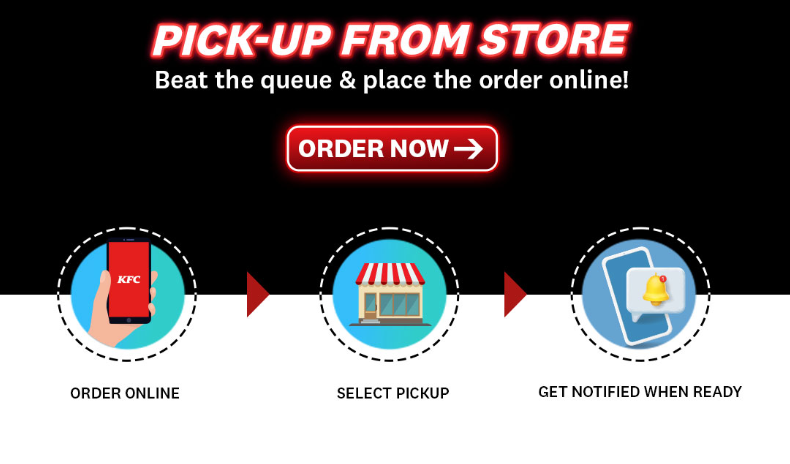 PICK-UP FROM STORE
Beat the queue & place the order online!
ORDER NOW
KFC
ORDER ONLINE
SELECT PICKUP
GET NOTIFIED WHEN READY